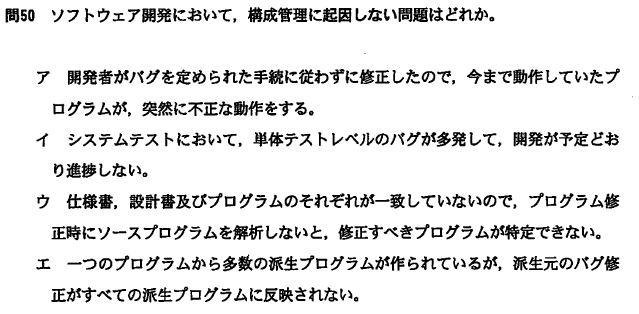 問50 ソフトウェア開発において，構成管理に起因しない問題はどれか。
ア 開発者がバグを定められた手続に従わずに修正したので，今まで動作していたプ
ログラムが，突然に不正な動作をする。
イ システムテストにおいて，単体テストレベルのバグが多発して，開発が予定どお
り進捗しない。
ウ 仕様書，設計書及びプログラムのそれぞれが一致していないので，プログラム修
正時にソースプログラムを解析しないと，修正すべきプログラムが特定できない。
エ 一つのプログラムから多数の派生プログラムが作られているが，派生元のバグ修
正がすべての派生プログラムに反映されない。